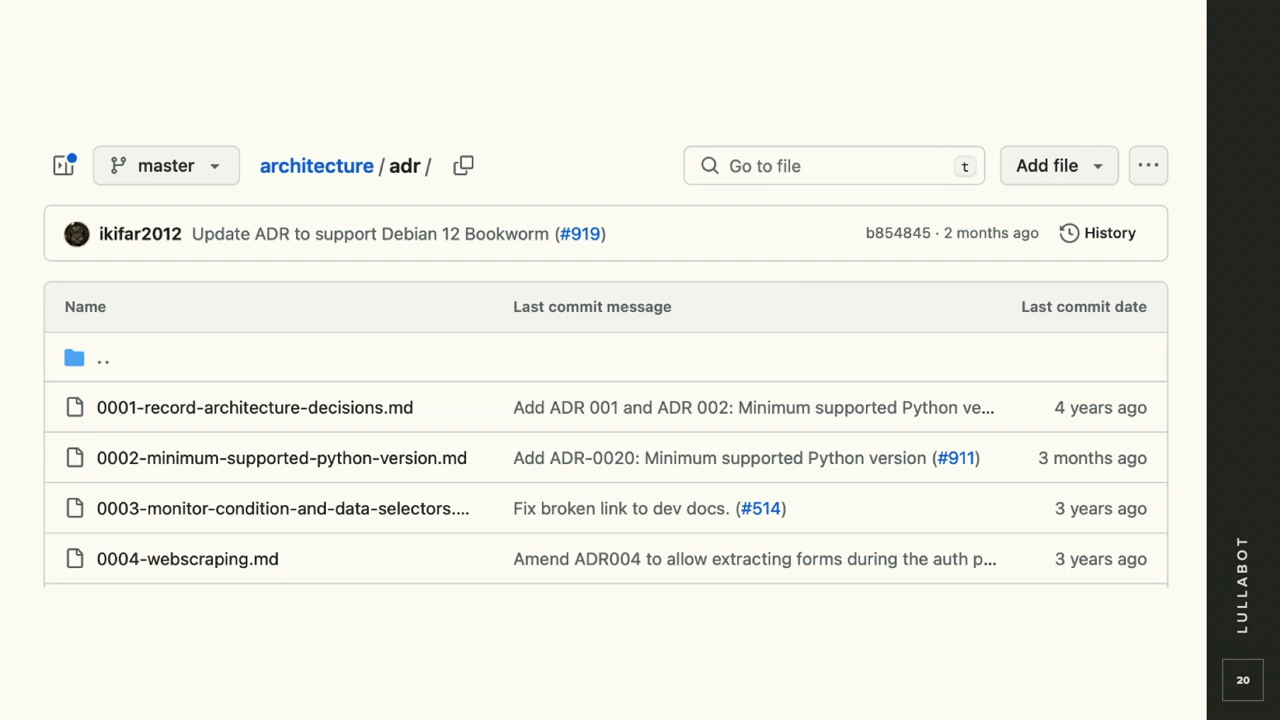 master architecture / adr / Go to file t Add file ...
ikifar2012 Update ADR to support Debian 12 Bookworm (#919) b854845 · 2 months ago History
Name Last commit message Last commit date
..
0001-record-architecture-decisions.md Add ADR 001 and ADR 002: Minimum supported Python ve... 4 years ago
0002-minimum-supported-python-version.md Add ADR-0020: Minimum supported Python version (#911) 3 months ago
0003-monitor-condition-and-data-selectors.... Fix broken link to dev docs. (#514) 3 years ago
0004-webscraping.md Amend ADR004 to allow extracting forms during the auth p... 3 years ago
LULLABOT
20